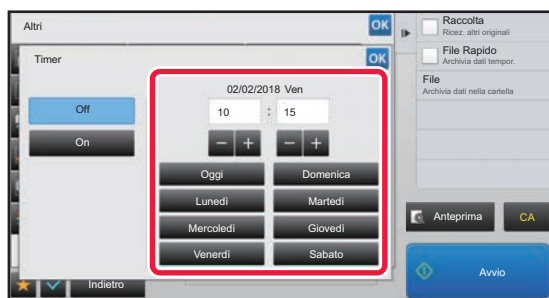 Altri
OK
Timer
OK
02/02/2018 Ven
Off
10 : 15
On
Oggi
Domenica
Lunedì
Martedì
Mercoledì
Giovedì
Venerdì
Sabato
Indietro
Raccolta
Ricez. altri originali
File Rapido
Archivia dati tempor.
File
Archivia dati nella cartella
Anteprima
CA
Avvio